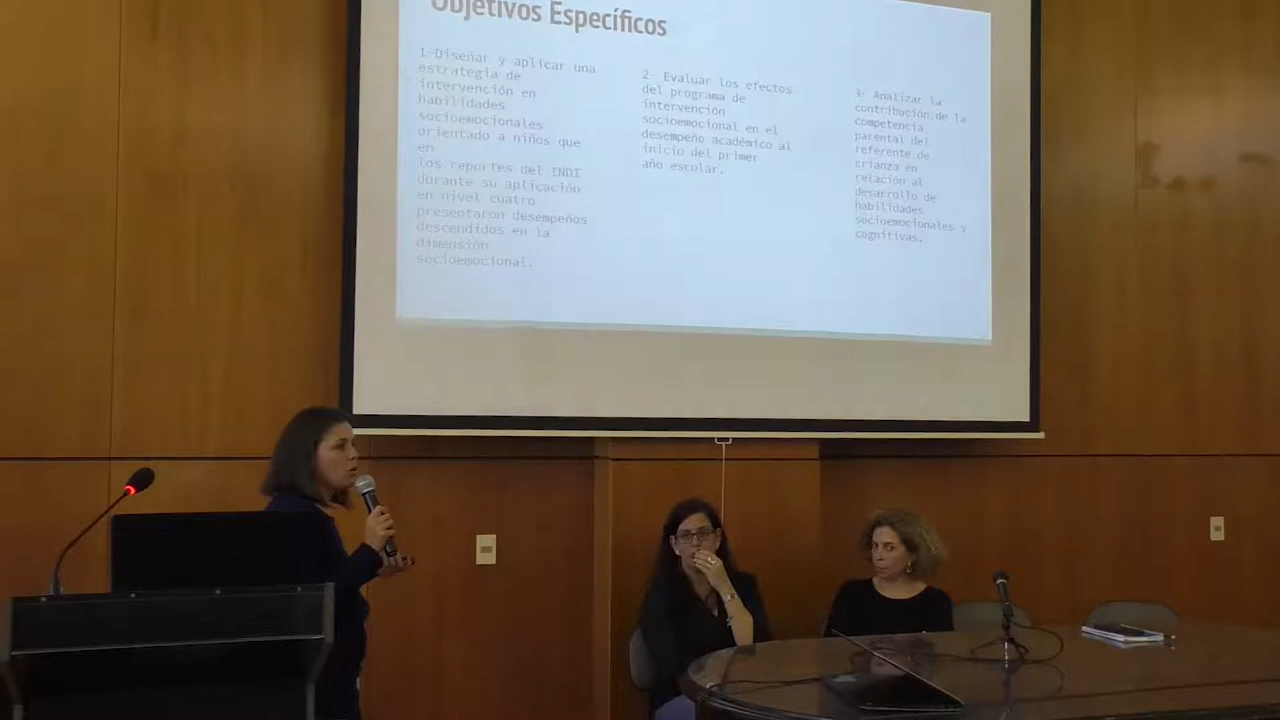 Objetivos Específicos
1-Diseñar y aplicar una
estrategia de
intervención en
habilidades
socioemocionales
orientado a niños que
en
los reportes del INDI
durante su aplicación
en nivel cuatro
presentaron desempeños
descendidos en la
dimensión
socioemocional.
2- Evaluar los efectos
del programa de
intervención
socioemocional en el
desempeño académico al
inicio del primer
año escolar.
3- Analizar la
contribución de la
competencia
parental del
referente de
crianza en
relación al
desarrollo de
habilidades
socioemocionales y
cognitivas.